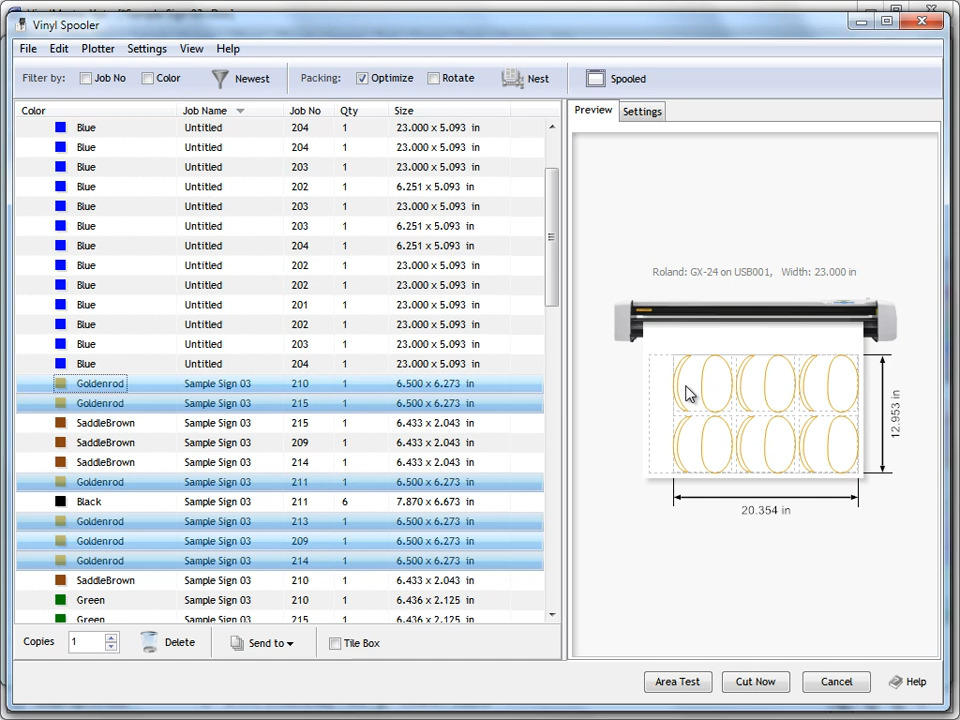 Vinyl Spooler
File Edit Plotter Settings View Help
Filter by: Job No Color Newest Packing: Optimize Rotate Nest Spooled
Color Job Name Job No Qty Size
Preview Settings
Blue Untitled 204 1 23.000 x 5.093 in
Blue Untitled 204 1 23.000 x 5.093 in
Blue Untitled 203 1 23.000 x 5.093 in
Blue Untitled 202 1 6.251 x 5.093 in
Blue Untitled 203 1 23.000 x 5.093 in
Blue Untitled 203 1 6.251 x 5.093 in
Blue Untitled 204 1 6.251 x 5.093 in
Blue Untitled 202 1 23.000 x 5.093 in
Blue Untitled 202 1 23.000 x 5.093 in
Blue Untitled 201 1 23.000 x 5.093 in
Blue Untitled 202 1 23.000 x 5.093 in
Blue Untitled 203 1 23.000 x 5.093 in
Blue Untitled 204 1 23.000 x 5.093 in
Goldenrod Sample Sign 03 210 1 6.500 x 6.273 in
Goldenrod Sample Sign 03 215 1 6.500 x 6.273 in
SaddleBrown Sample Sign 03 215 1 6.433 x 2.043 in
SaddleBrown Sample Sign 03 209 1 6.433 x 2.043 in
SaddleBrown Sample Sign 03 214 1 6.433 x 2.043 in
Goldenrod Sample Sign 03 211 1 6.500 x 6.273 in
Black Sample Sign 03 211 6 7.870 x 6.673 in
Goldenrod Sample Sign 03 213 1 6.500 x 6.273 in
Goldenrod Sample Sign 03 209 1 6.500 x 6.273 in
Goldenrod Sample Sign 03 214 1 6.500 x 6.273 in
SaddleBrown Sample Sign 03 210 1 6.433 x 2.043 in
Green Sample Sign 03 210 1 6.436 x 2.125 in
Green Sample Sign 03 215 1 6.436 x 2.125 in
Roland: GX-24 on USB001, Width: 23.000 in
12.953 in
20.354 in
Copies 1 Delete Send to Tile Box
Area Test Cut Now Cancel Help